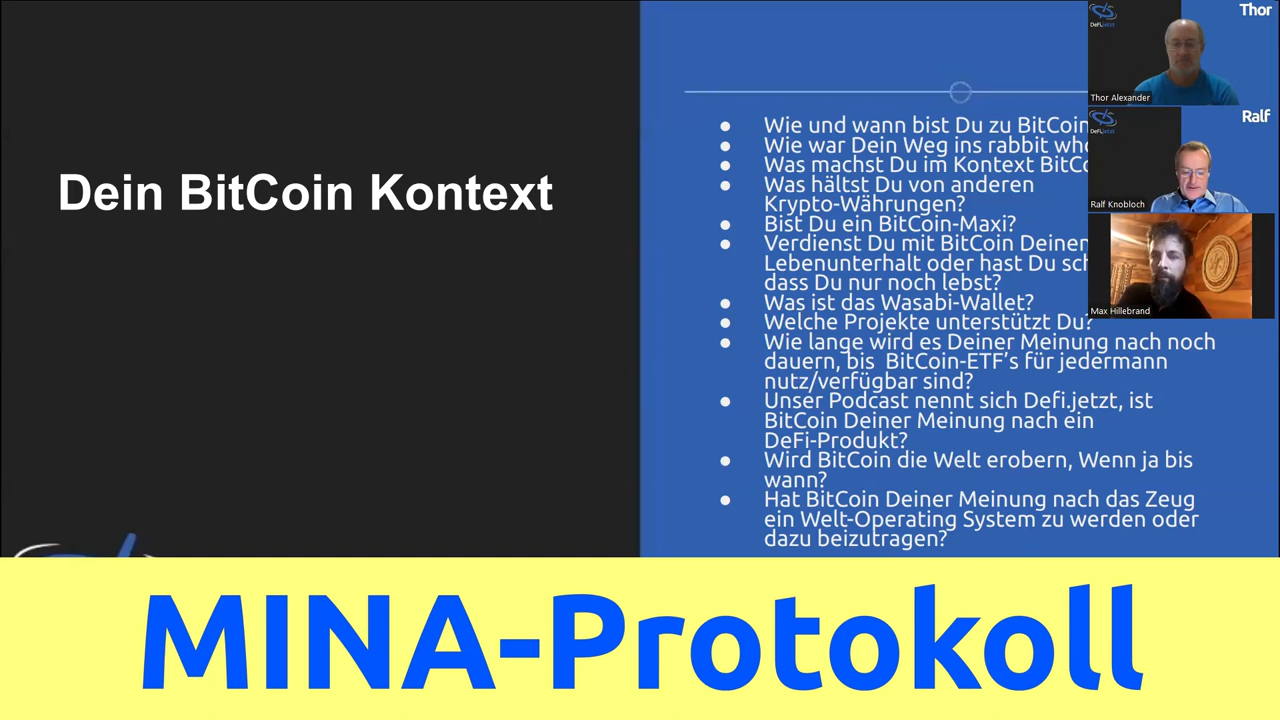 Dein BitCoin Kontext
Wie und wann bist Du zu BitCoin
Wie war Dein Weg ins rabbit
Was machst Du im Kontext
Was hältst Du von anderen
Krypto-Währungen?
Bist Du ein BitCoin-Maxi?
Verdienst Du mit BitCoin
Lebenunterhalt oder hast Du
dass Du nur noch lebst?
Was ist das Wasabi-Wallet?
Welche Projekte unterstützt Du?
Wie lange wird es Deiner Meinung nach noch
dauern, bis BitCoin-ETF’s für jedermann
nutz/verfügbar sind?
Unser Podcast nennt sich Defi.jetzt, ist
BitCoin Deiner Meinung nach ein
DeFi-Produkt?
Wird BitCoin die Welt erobern, Wenn ja bis
wann?
Hat BitCoin Deiner Meinung nach das Zeug
ein Welt-Operating System zu werden oder
dazu beizutragen?
DeFi.jetzt
Thor
Thor Alexander
DeFi.jetzt
Ralf
Ralf Knobloch
Max Hillebrand
MINA-Protokoll